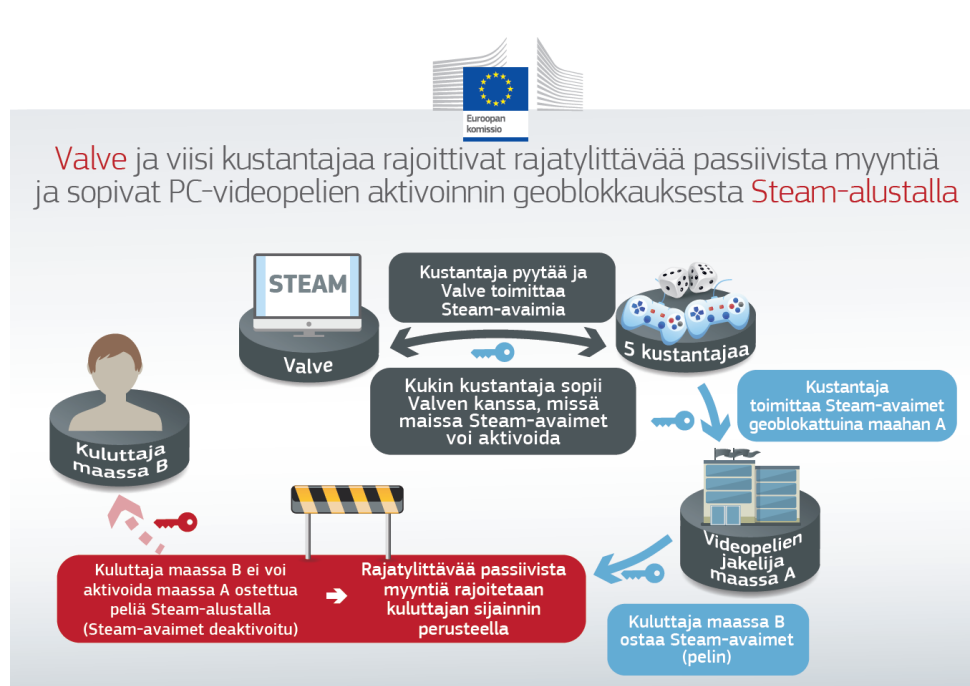 Euroopan
komissio
Valve ja viisi kustantajaa rajoittivat rajatylittävää passiivista myyntiä
ja sopivat PC-videopelien aktivoinnin geoblokkauksesta Steam-alustalla
STEAM
Valve
Kustantaja pyytää ja
Valve toimittaa
Steam-avaimia
5 kustantajaa
Kukin kustantaja sopii
Valven kanssa, missä
maissa Steam-avaimet
voi aktivoida
Kustantaja
toimittaa Steam-avaimet
geoblokattuina maahan A
Kuluttaja
maassa B
Videopelien
jakelija
maassa A
Kuluttaja maassa B
ostaa Steam-avaimet
(pelin)
Rajatylittävää passiivista
myyntiä rajoitetaan
kuluttajan sijainnin
perusteella
Kuluttaja maassa B ei voi
aktivoida maassa A ostettua
peliä Steam-alustalla
(Steam-avaimet deaktivoitu)